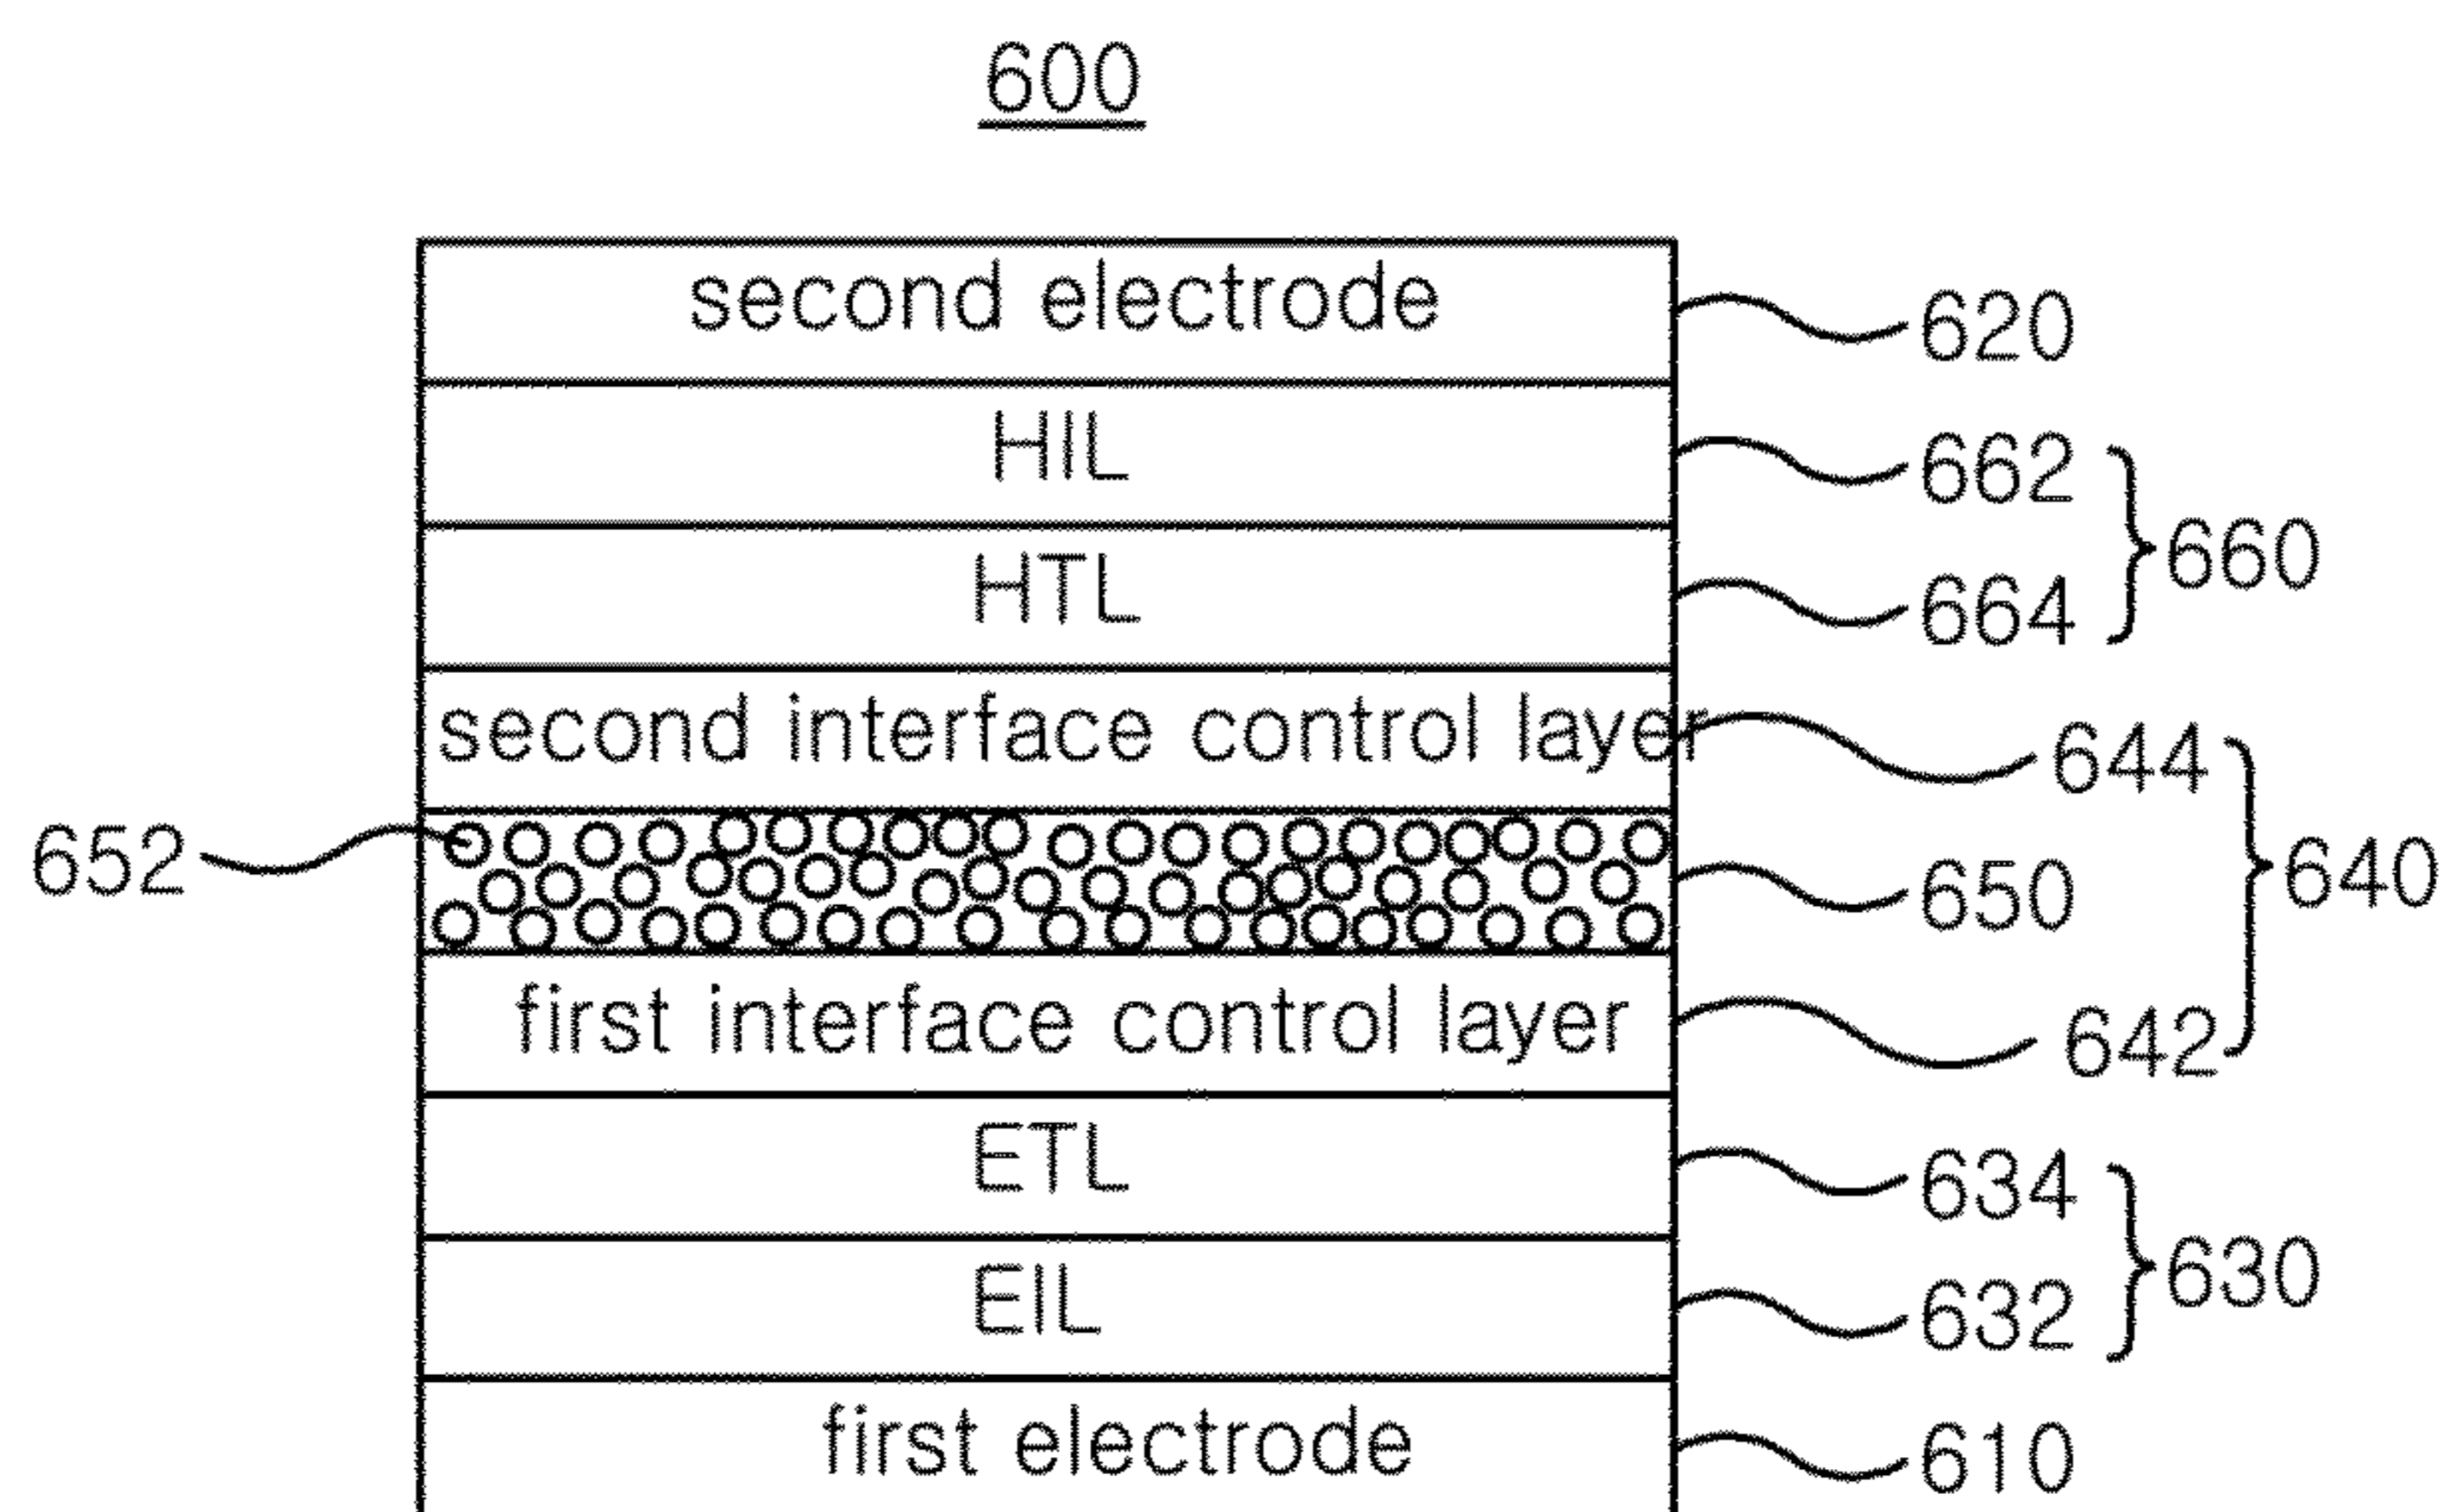 600
second electrode 620
HIL 662
660
HTL 664
second interface control layer 644
652 650 640
first interface control layer 642
ETL 634
630
EIL 632
first electrode 610